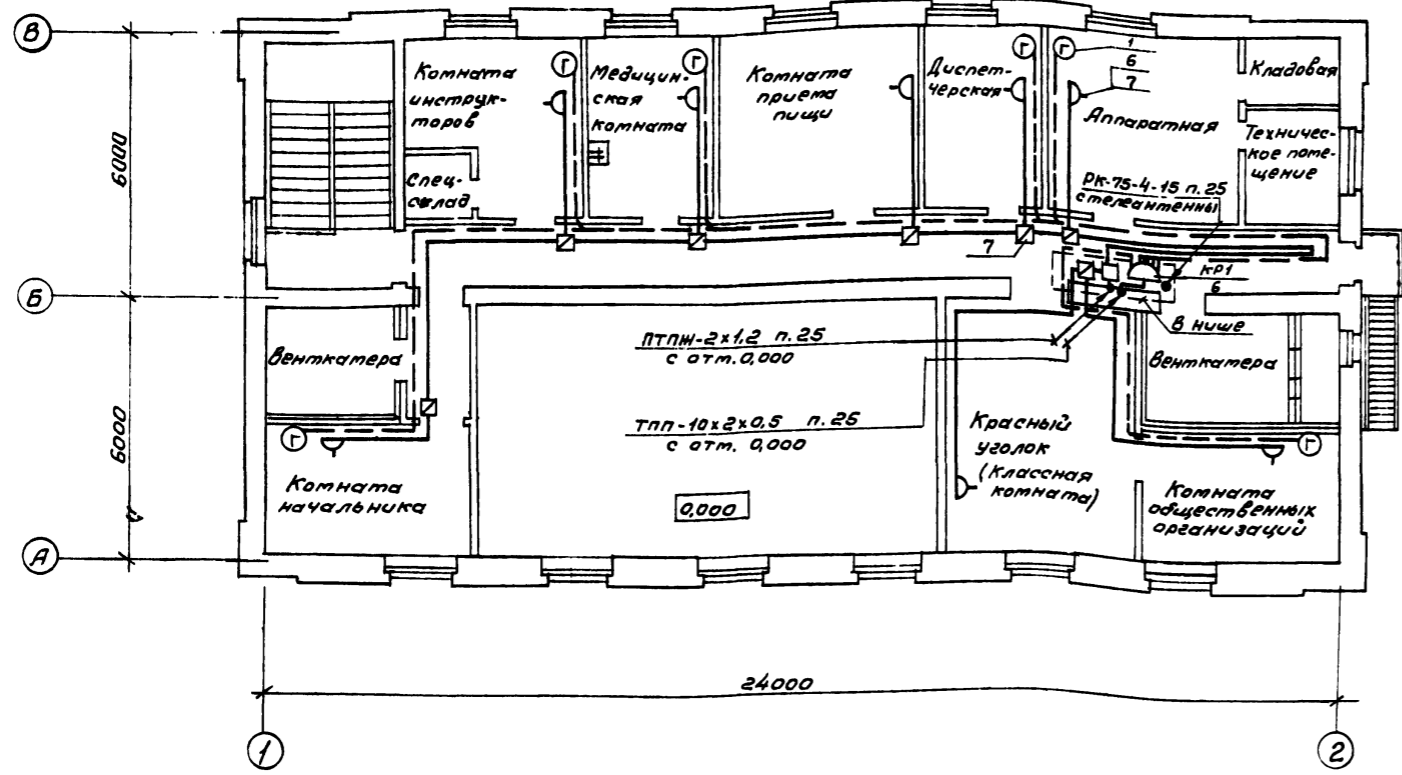 В
Комната
инструк-
торов
Г
Медицин-
ская
комната
Г
Комната
приема
пищи
Диспет-
черская
Г
Г
1
6
7
Аппаратная
Кладовая
Техничес-
кое поме-
щение
6000
Спец-
склад
РК-75-4-15 п.25
с телеантенны
7
Б
КР1
6
В нише
Венткамера
ПТПЖ-2х1,2 п.25
с отм.0,000
Венткамера
6000
ТПП-10х2х0,5 п.25
с отм. 0,000
Г
Красный
уголок
(Классная
комната)
Г
Комната
начальника
0,000
Комната
общественных
организаций
А
24000
1
2